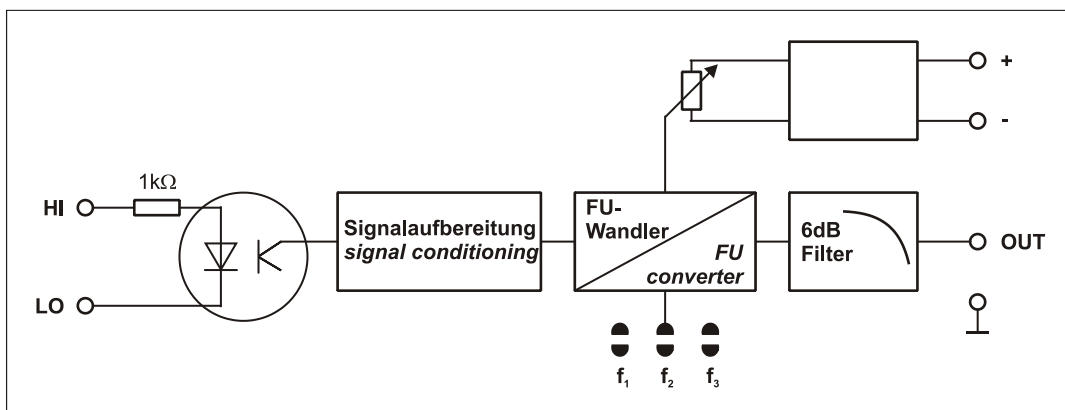 +
-
1kΩ
HI
LO
Signalaufbereitung
signal conditioning
FU-
Wandler
FU
converter
6dB
Filter
OUT
f₁ f₂ f₃